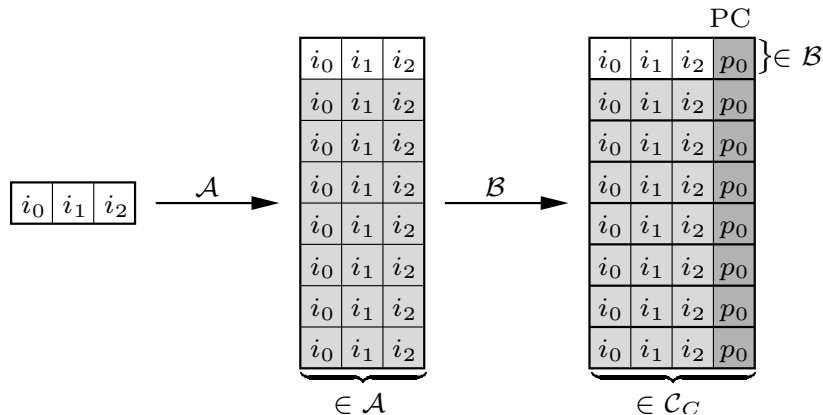 PC
i₀ i₁ i₂ i₀ i₁ i₂ p₀ } ∈ ℬ
i₀ i₁ i₂ i₀ i₁ i₂ p₀
i₀ i₁ i₂ i₀ i₁ i₂ p₀
𝒜 i₀ i₁ i₂ ℬ i₀ i₁ i₂ p₀
i₀ i₁ i₂ i₀ i₁ i₂ i₀ i₁ i₂ p₀
i₀ i₁ i₂ i₀ i₁ i₂ p₀
i₀ i₁ i₂ i₀ i₁ i₂ p₀
i₀ i₁ i₂ i₀ i₁ i₂ p₀
∈ 𝒜 ∈ 𝒞_C